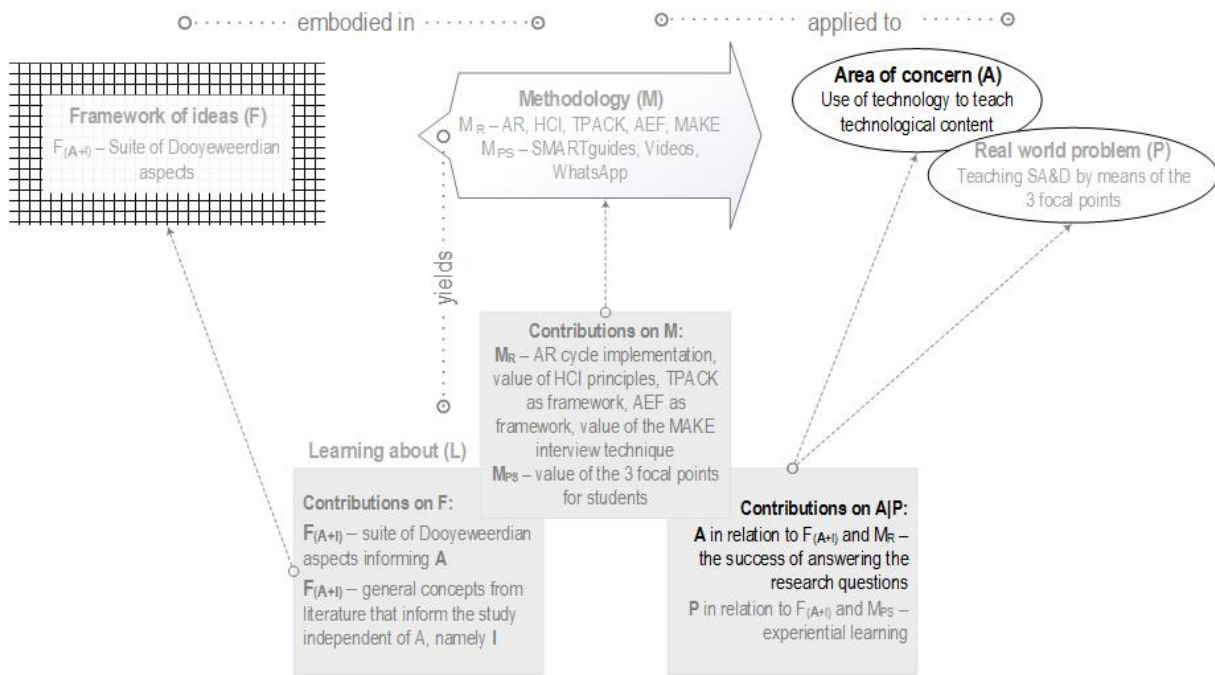 embodied in
applied to
Framework of ideas (F)
F(A+I) – Suite of Dooyeweerdian
aspects
Methodology (M)
MR – AR, HCI, TPACK, AEF, MAKE
MPS – SMARTguides, Videos,
WhatsApp
Area of concern (A)
Use of technology to teach
technological content
Real world problem (P)
Teaching SA&D by means of the
3 focal points
yields
Contributions on M:
MR – AR cycle implementation,
value of HCI principles, TPACK
as framework, AEF as
framework, value of the MAKE
interview technique
MPS – value of the 3 focal points
for students
Learning about (L)
Contributions on F:
F(A+I) – suite of Dooyeweerdian
aspects informing A
F(A+I) – general concepts from
literature that inform the study
independent of A, namely I
Contributions on A|P:
A in relation to F(A+I) and MR –
the success of answering the
research questions
P in relation to F(A+I) and MPS –
experiential learning